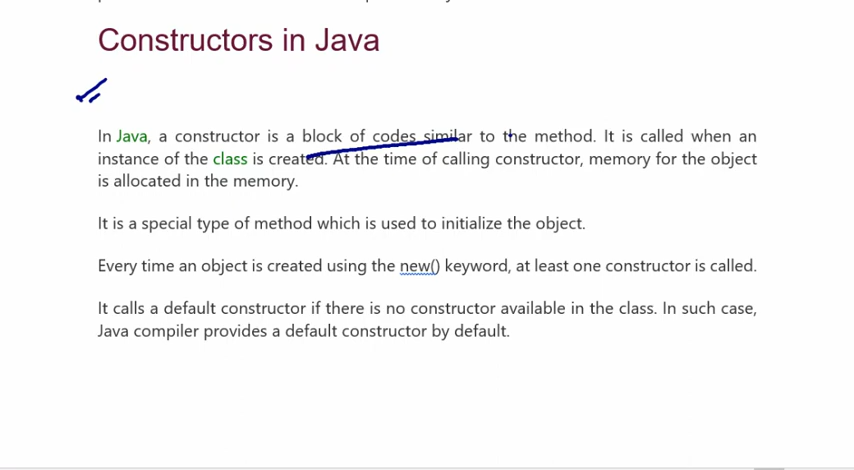 Constructors in Java
In Java, a constructor is a block of codes similar to the method. It is called when an
instance of the class is created. At the time of calling constructor, memory for the object
is allocated in the memory.
It is a special type of method which is used to initialize the object.
Every time an object is created using the new() keyword, at least one constructor is called.
It calls a default constructor if there is no constructor available in the class. In such case,
Java compiler provides a default constructor by default.